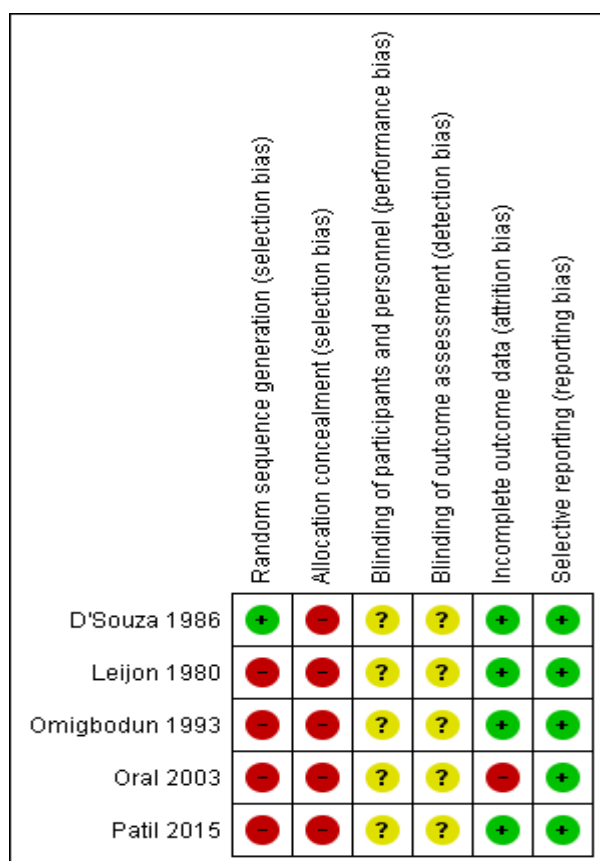 Random sequence generation (selection bias)
Allocation concealment (selection bias)
Blinding of participants and personnel (performance bias)
Blinding of outcome assessment (detection bias)
Incomplete outcome data (attrition bias)
Selective reporting (reporting bias)
D'Souza 1986 + - ? ? + +
Leijon 1980 - - ? ? + +
Omigbodun 1993 - - ? ? + +
Oral 2003 - - ? ? - +
Patil 2015 - - ? ? + +